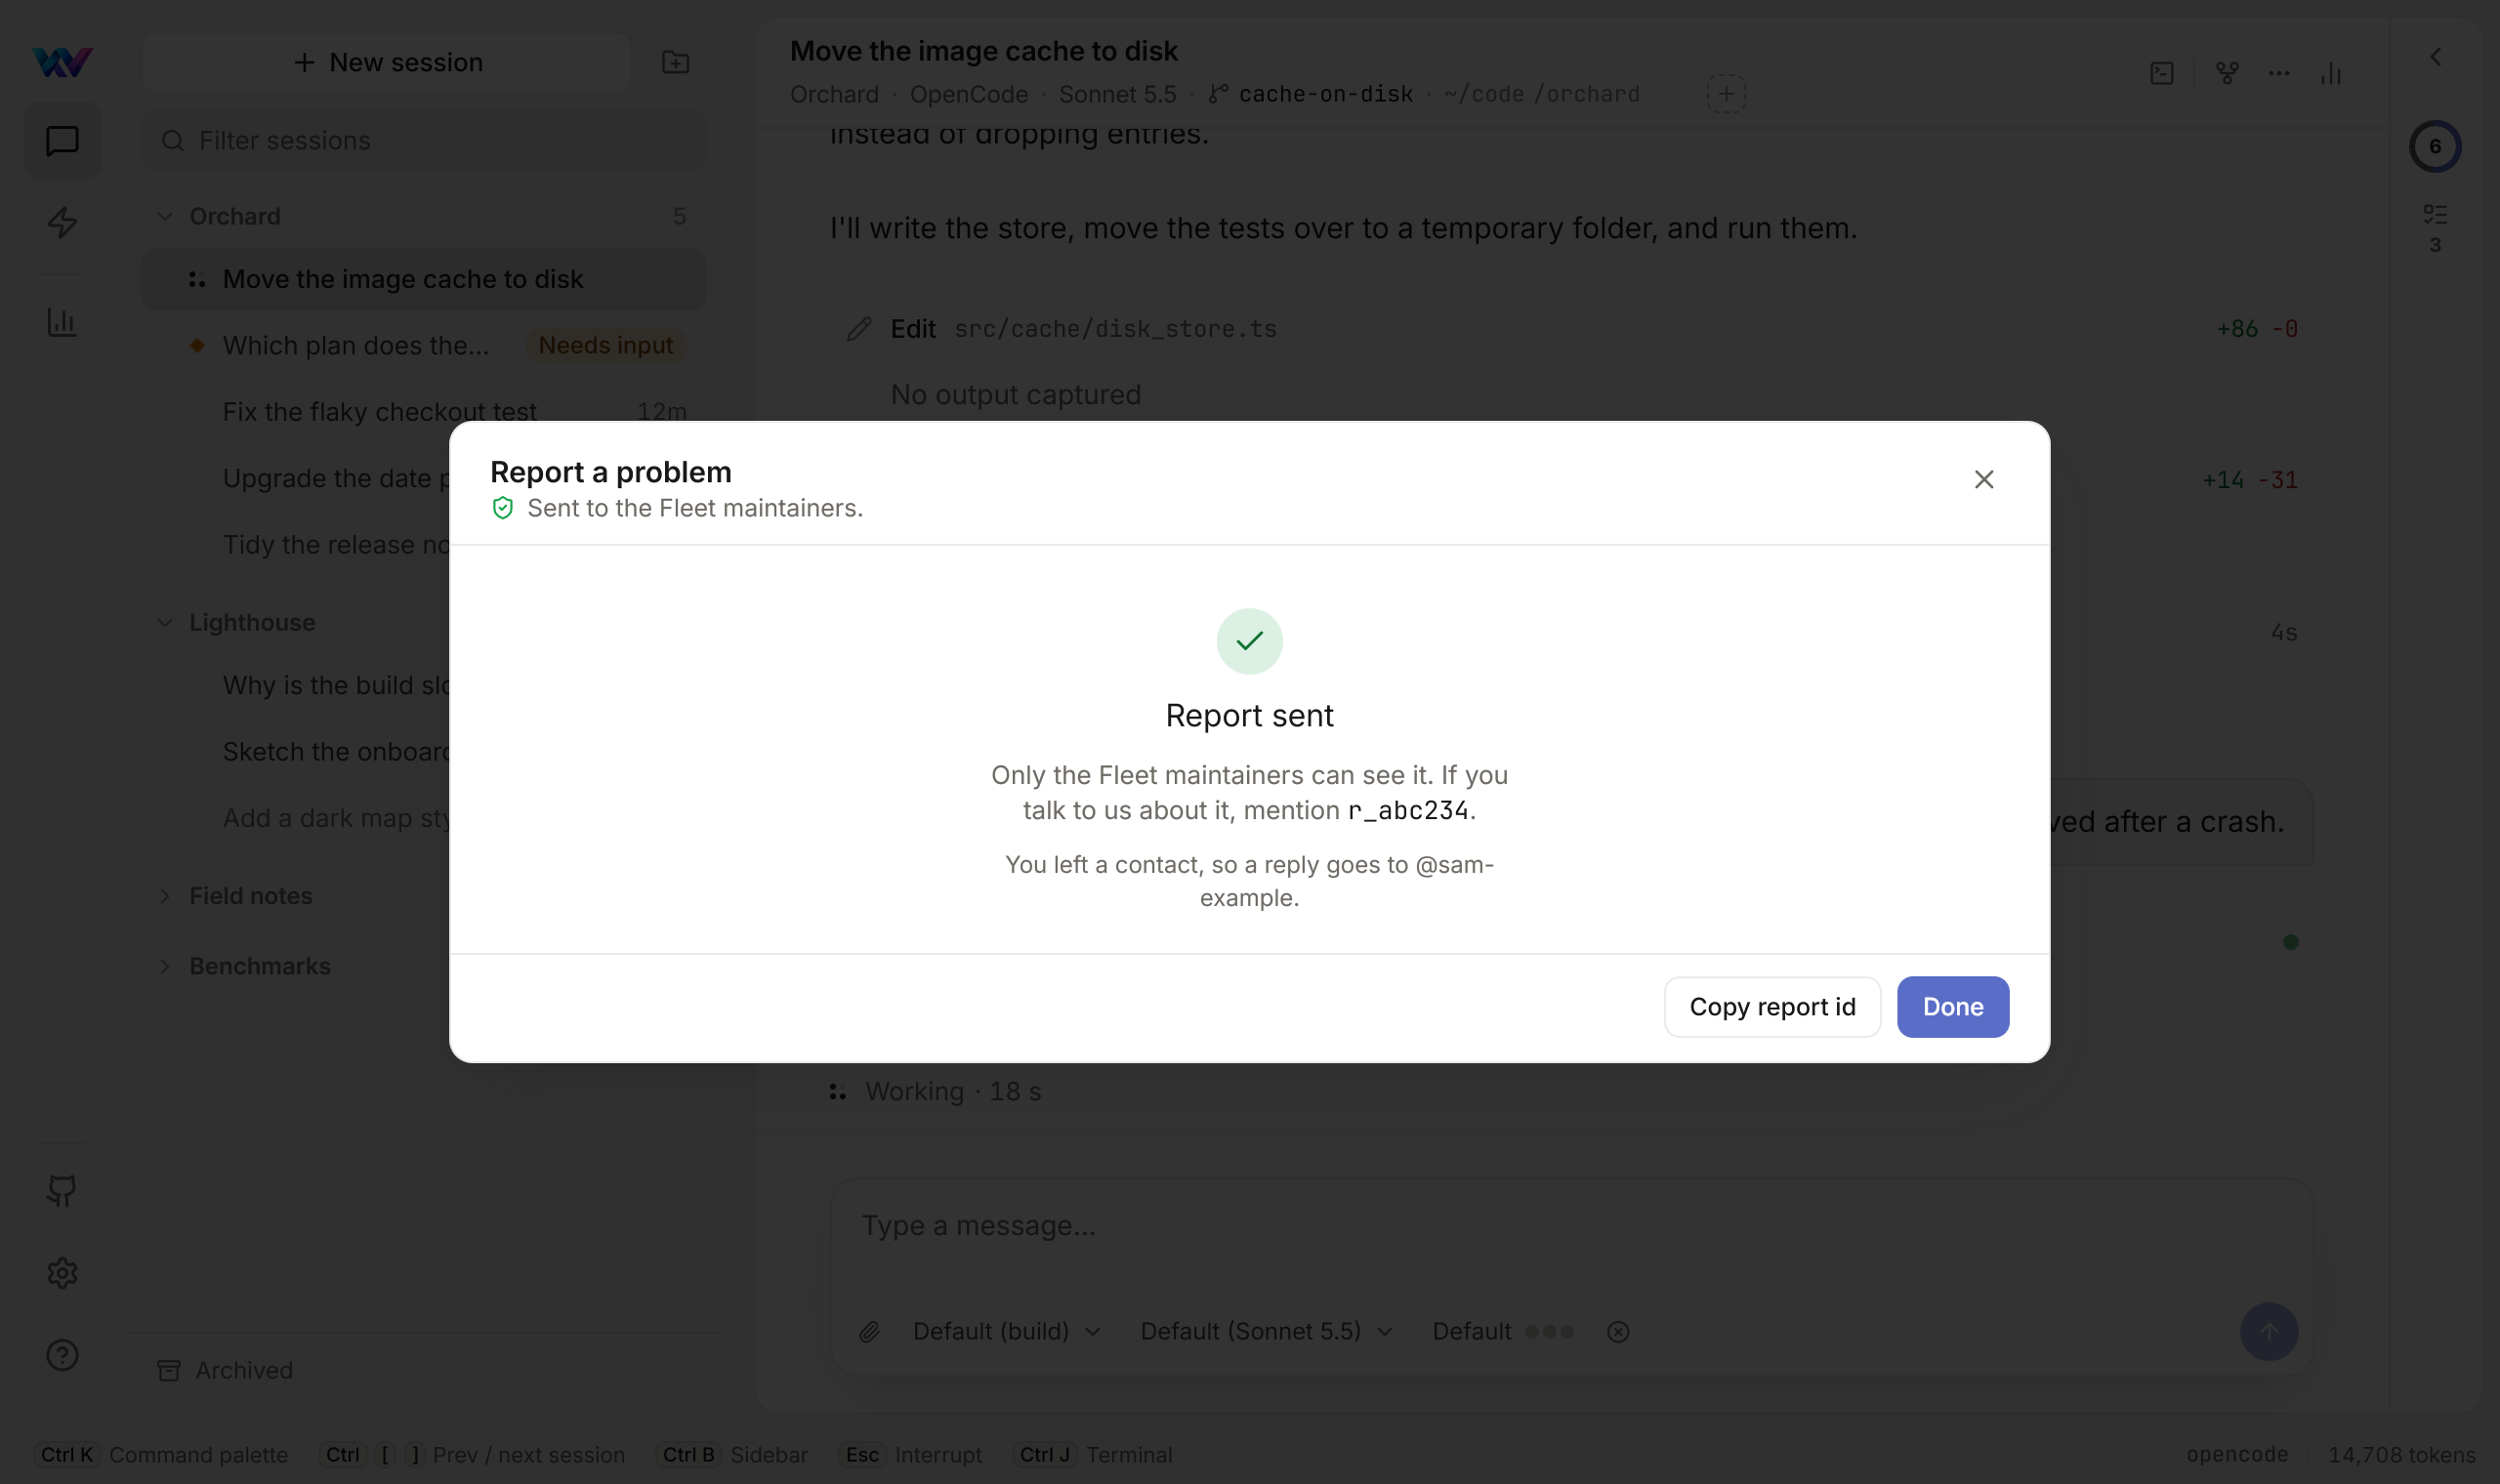 New session
Filter sessions
Orchard 5
Move the image cache to disk
Which plan does the... Needs input
Fix the flaky checkout test 12m
Upgrade the date
Tidy the release
Lighthouse
Why is the build
Sketch the
Add a dark map
Field notes
Benchmarks
Archived
Move the image cache to disk
Orchard · OpenCode · Sonnet 5.5 · cache-on-disk · ~/code /orchard
6
3
instead of dropping entries.
I'll write the store, move the tests over to a temporary folder, and run them.
Edit src/cache/disk_store.ts +86 -0
No output captured
+14 -31
4s
after a crash.
Report a problem
Sent to the Fleet maintainers.
Report sent
Only the Fleet maintainers can see it. If you
talk to us about it, mention r_abc234.
You left a contact, so a reply goes to @sam-
example.
Copy report id
Done
Working · 18 s
Type a message...
Default (build) Default (Sonnet 5.5) Default
Ctrl K Command palette Ctrl [ ] Prev / next session Ctrl B Sidebar Esc Interrupt Ctrl J Terminal
opencode 14,708 tokens